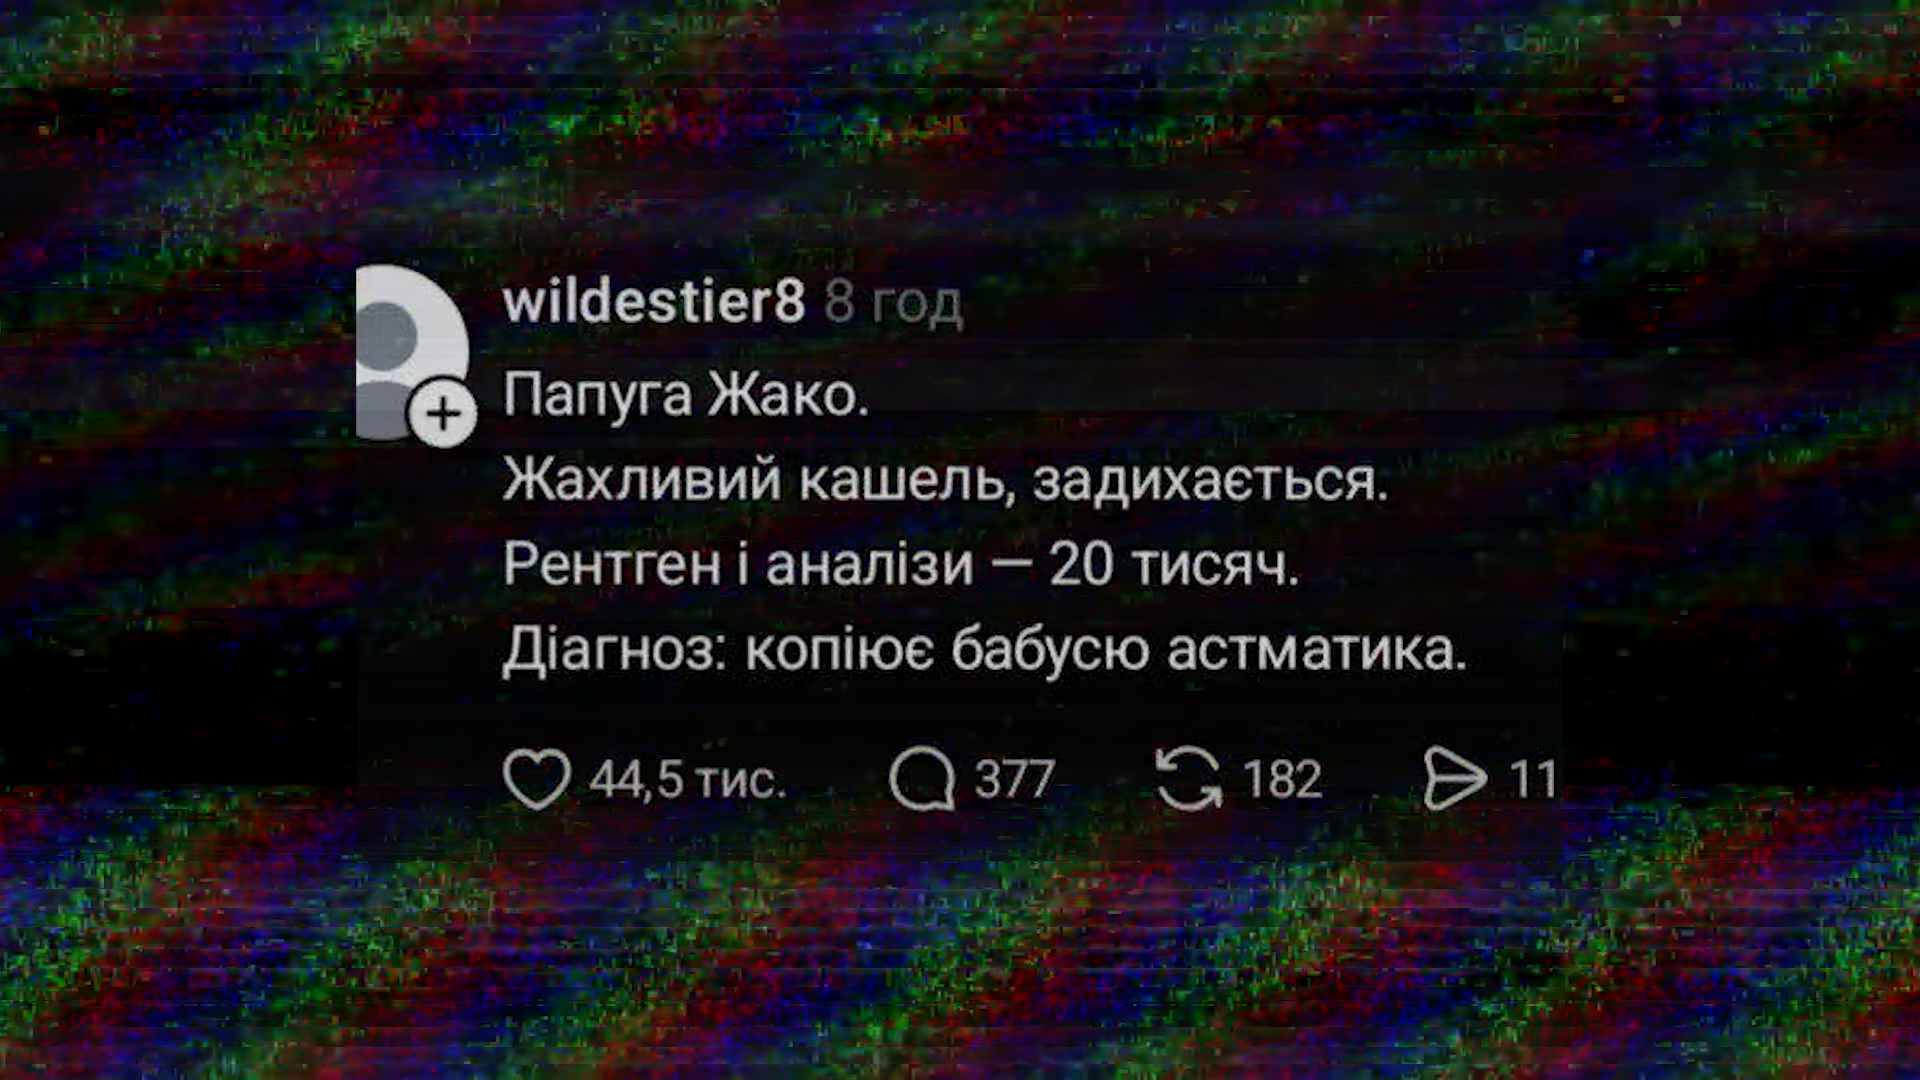 wildestier8 8 год
Папуга Жако.
Жахливий кашель, задихається.
Рентген і аналізи — 20 тисяч.
Діагноз: копіює бабусю астматика.
44,5 тис. 377 182 11